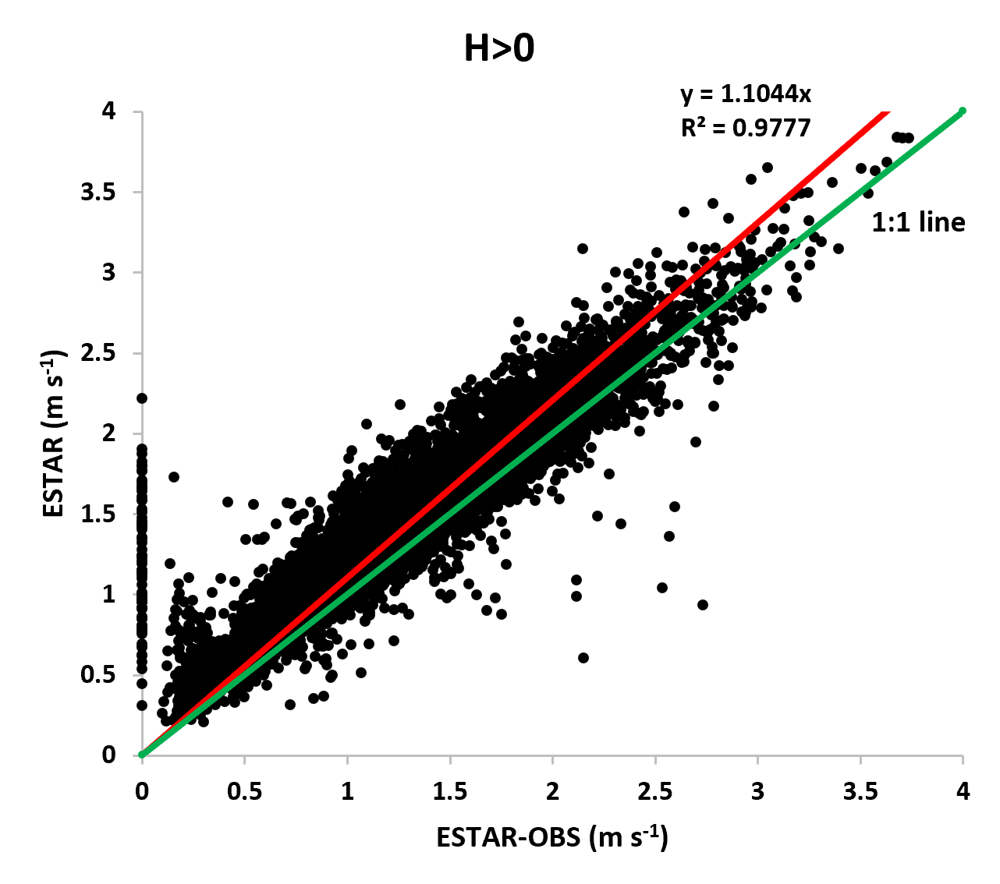 H>0
y = 1.1044x
R² = 0.9777
4
3.5
3
2.5
2
1.5
1
0.5
0
ESTAR (m s⁻¹)
1:1 line
0 0.5 1 1.5 2 2.5 3 3.5 4
ESTAR-OBS (m s⁻¹)